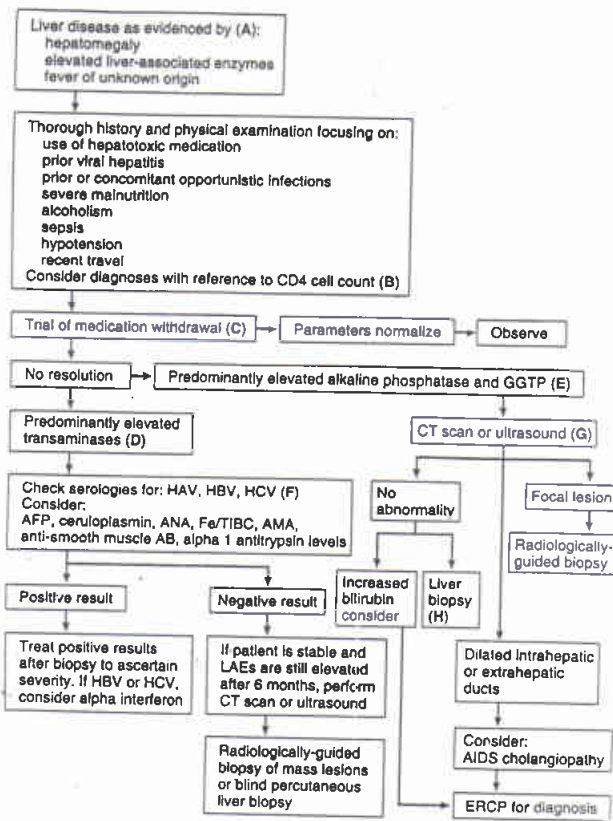 Liver disease as evidenced by (A):
hepatomegaly
elevated liver-associated enzymes
fever of unknown origin
Thorough history and physical examination focusing on:
use of hepatotoxic medication
prior viral hepatitis
prior or concomitant opportunistic infections
severe malnutrition
alcoholism
sepsis
hypotension
recent travel
Consider diagnoses with reference to CD4 cell count (B)
Trial of medication withdrawal (C)
Parameters normalize
Observe
No resolution
Predominantly elevated alkaline phosphatase and GGTP (E)
Predominantly elevated
transaminases (D)
CT scan or ultrasound (G)
Check serologies for: HAV, HBV, HCV (F)
Consider:
AFP, ceruloplasmin, ANA, Fe/TIBC, AMA,
anti-smooth muscle AB, alpha 1 antitrypsin levels
No
abnormality
Focal lesion
Radiologically-
guided biopsy
Positive result
Negative result
Increased
bilirubin
consider
Liver
biopsy
(H)
Treat positive results
after biopsy to ascertain
severity. If HBV or HCV,
consider alpha interferon
If patient is stable and
LAEs are still elevated
after 6 months, perform
CT scan or ultrasound
Dilated intrahepatic
or extrahepatic
ducts
Radiologically-guided
biopsy of mass lesions
or blind percutaneous
liver biopsy
Consider:
AIDS cholangiopathy
ERCP for diagnosis